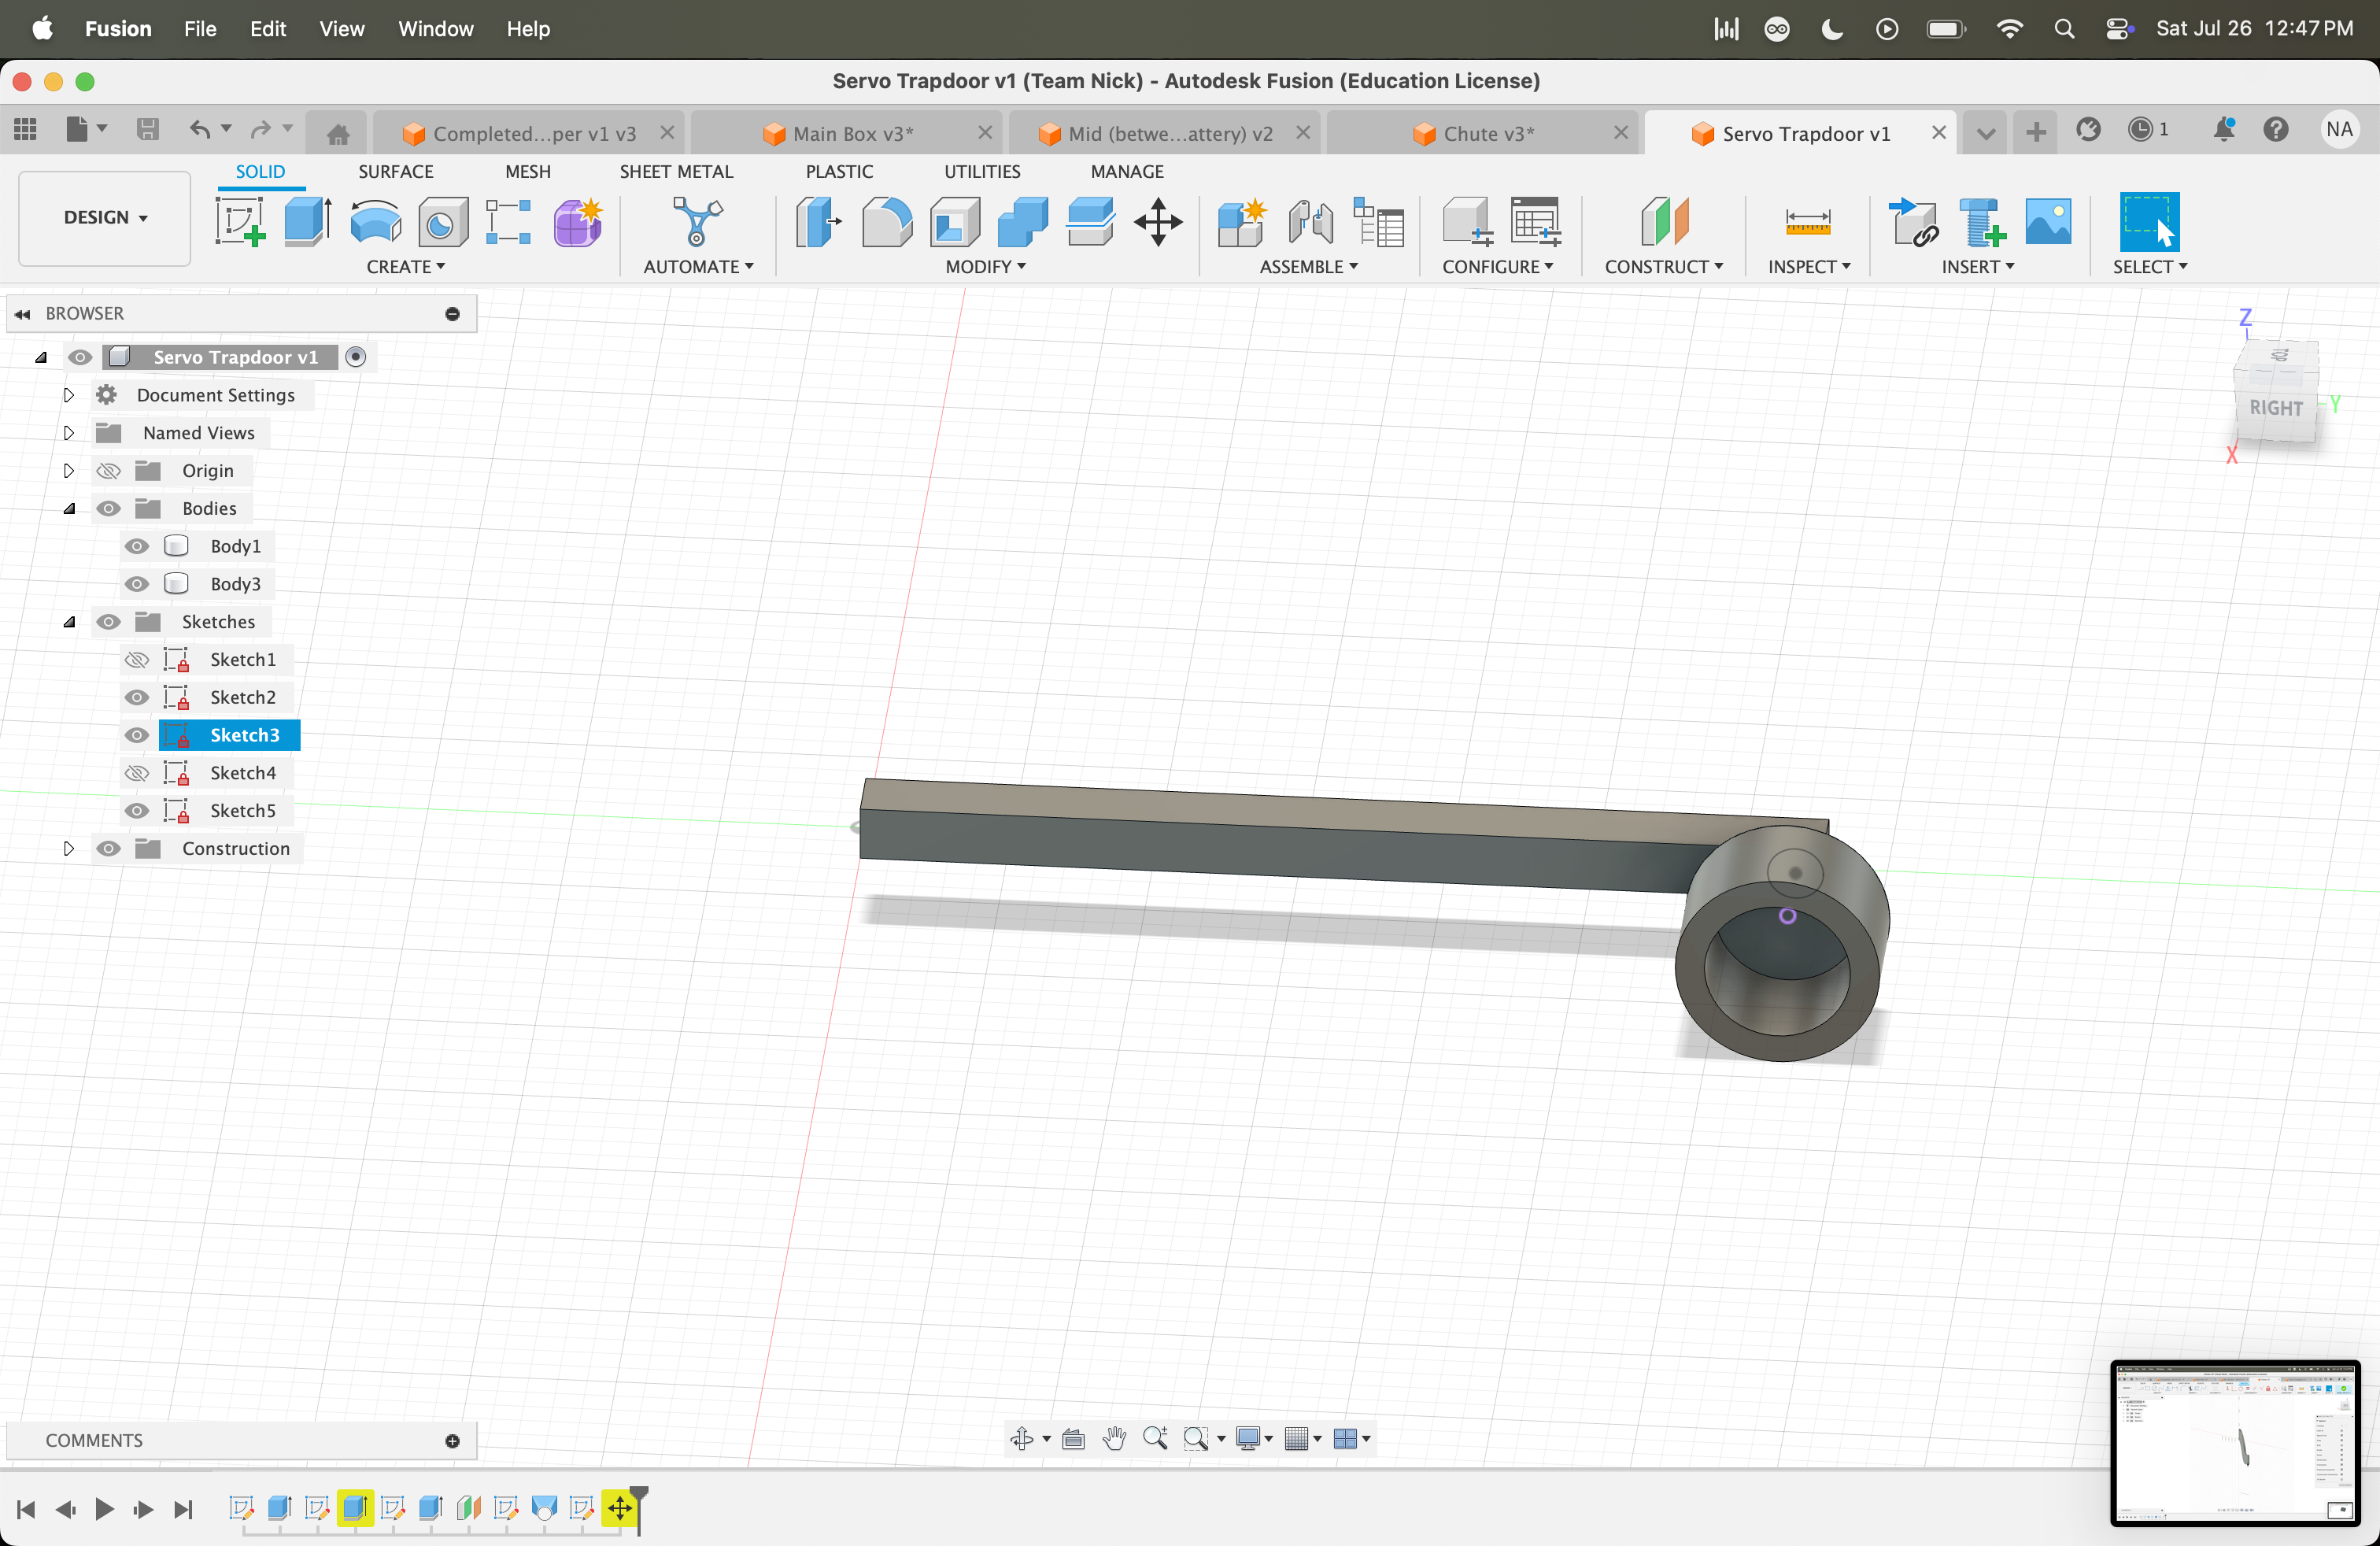 Fusion File Edit View Window Help Sat Jul 26 12:47 PM
Servo Trapdoor v1 (Team Nick) - Autodesk Fusion (Education License)
Completed...per v1 v3 Main Box v3* Mid (betwe...attery) v2 Chute v3* Servo Trapdoor v1 1 NA
SOLID SURFACE MESH SHEET METAL PLASTIC UTILITIES MANAGE
DESIGN
CREATE AUTOMATE MODIFY ASSEMBLE CONFIGURE CONSTRUCT INSPECT INSERT SELECT
BROWSER
Servo Trapdoor v1
Document Settings
Named Views
Origin
Bodies
Body1
Body3
Sketches
Sketch1
Sketch2
Sketch3
Sketch4
Sketch5
Construction
Z
TOP
RIGHT
Y
X
COMMENTS